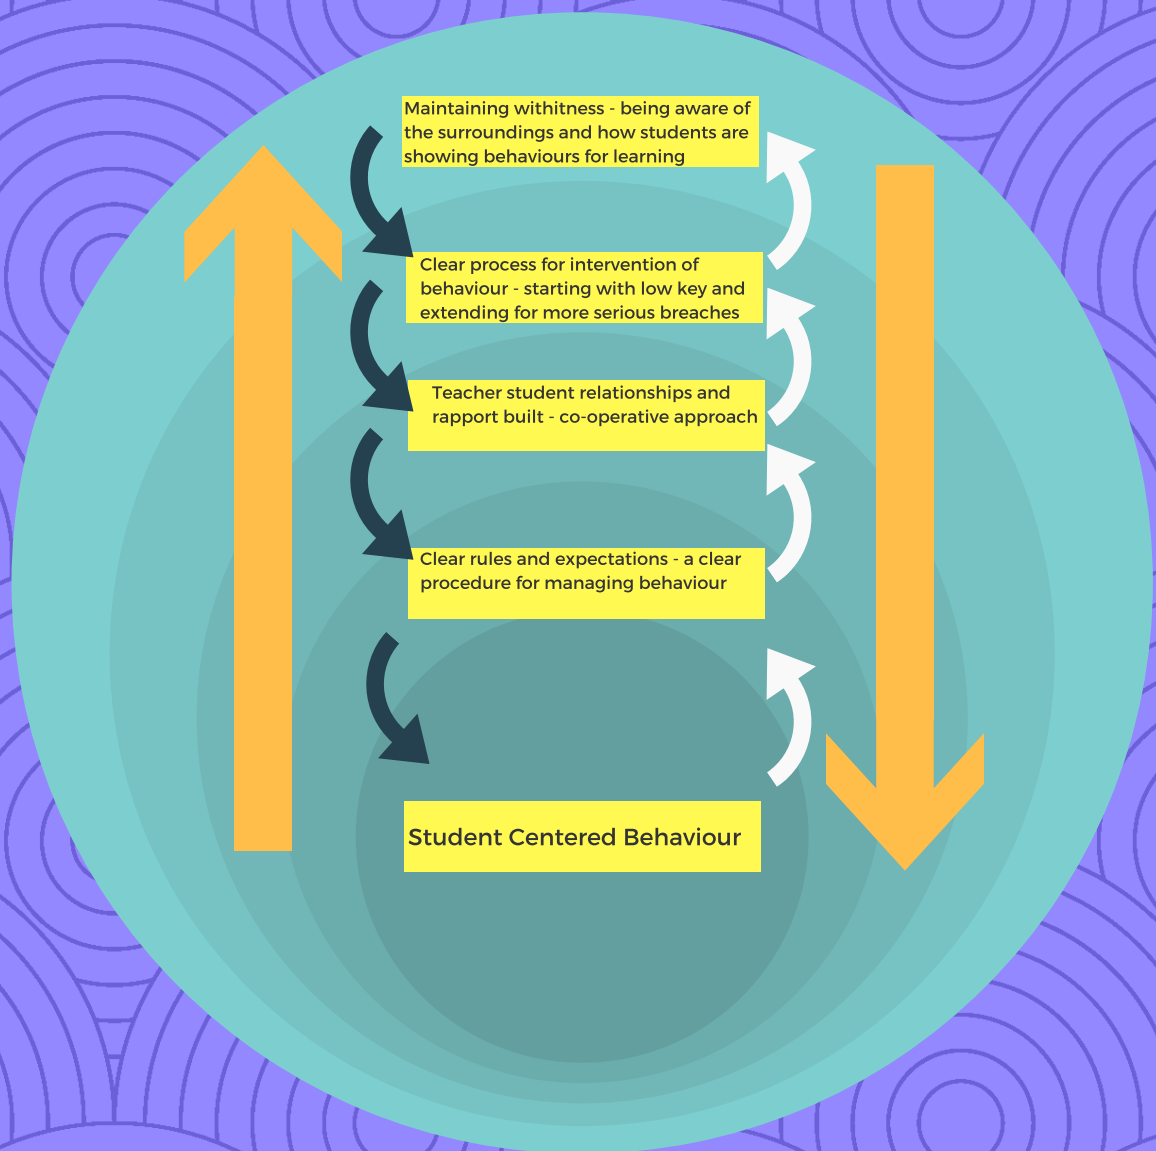 Maintaining withitness - being aware of
the surroundings and how students are
showing behaviours for learning
Clear process for intervention of
behaviour - starting with low key and
extending for more serious breaches
Teacher student relationships and
rapport built - co-operative approach
Clear rules and expectations - a clear
procedure for managing behaviour
Student Centered Behaviour